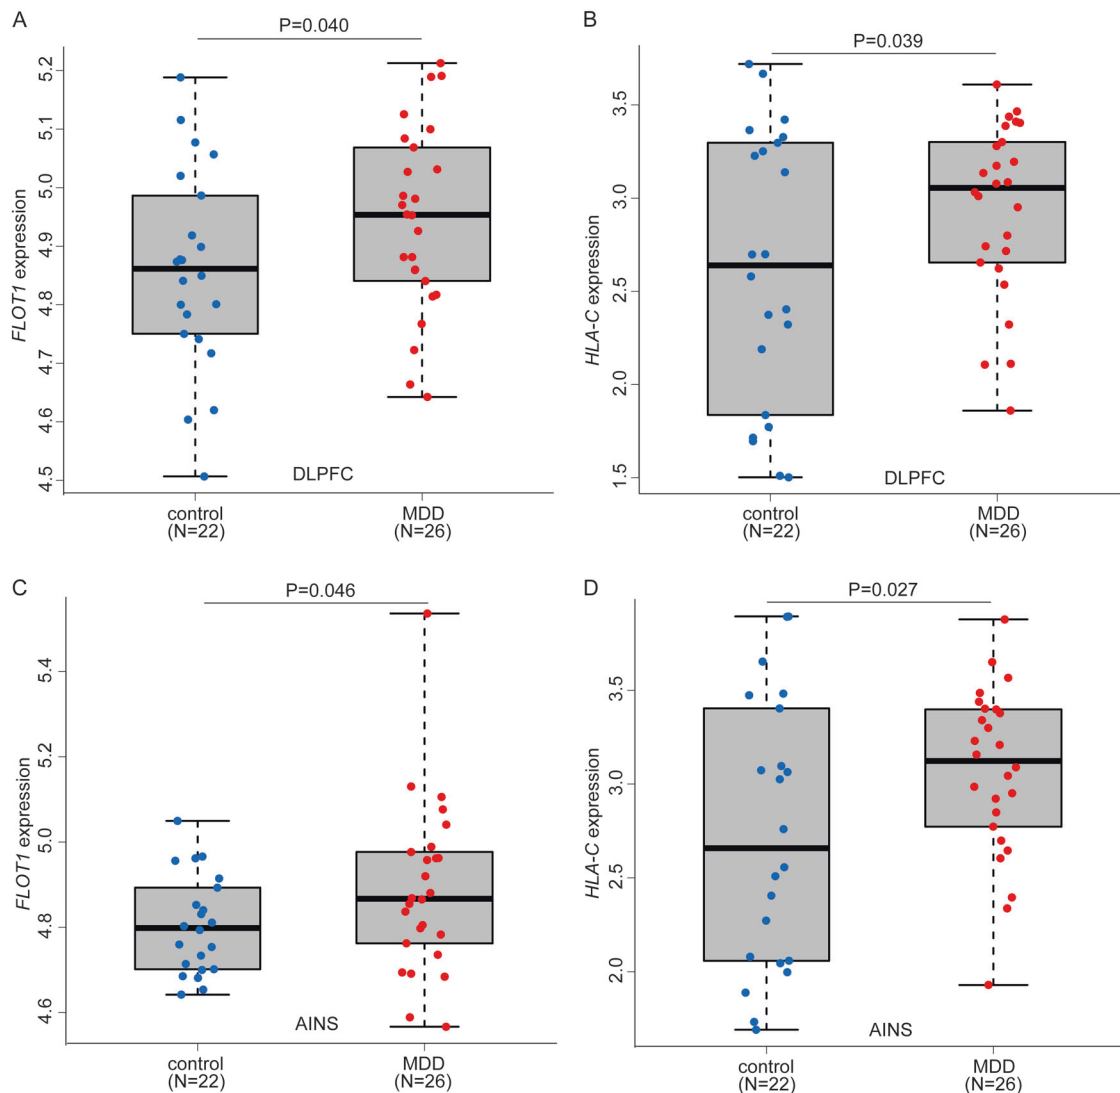 A
P=0.040
FLOT1 expression
5.2
5.1
5.0
4.9
4.8
4.7
4.6
4.5
DLPFC
control
(N=22)
MDD
(N=26)
B
P=0.039
HLA-C expression
3.5
3.0
2.5
2.0
1.5
DLPFC
control
(N=22)
MDD
(N=26)
C
P=0.046
FLOT1 expression
5.4
5.2
5.0
4.8
4.6
AINS
control
(N=22)
MDD
(N=26)
D
P=0.027
HLA-C expression
3.5
3.0
2.5
2.0
AINS
control
(N=22)
MDD
(N=26)